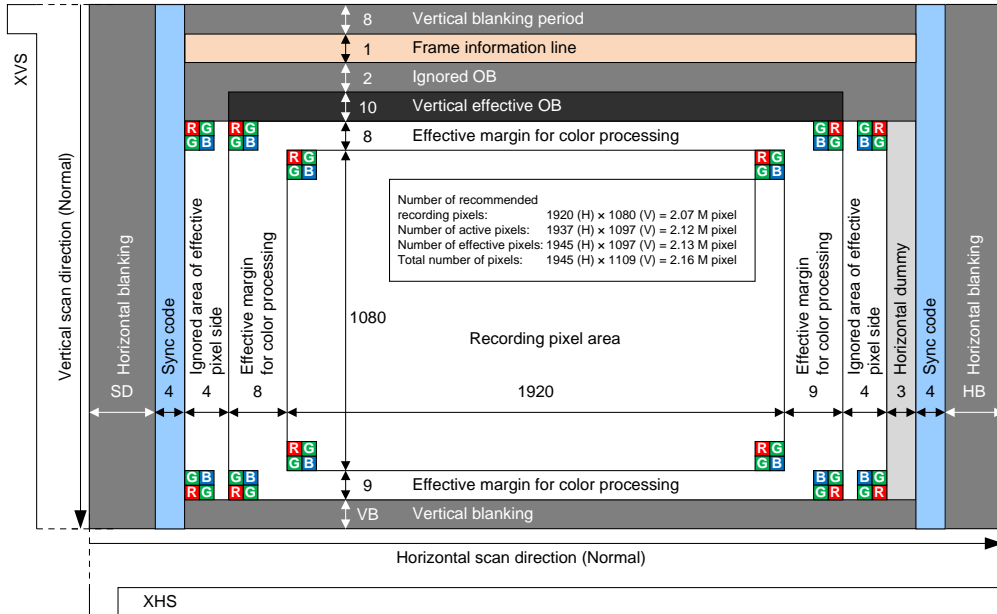 XVS
Vertical scan direction (Normal)
8 Vertical blanking period
1 Frame information line
2 Ignored OB
10 Vertical effective OB
8 Effective margin for color processing
R G R G G R G R
G B G B B G B G
R G R G
G B G B
Number of recommended
recording pixels: 1920 (H) × 1080 (V) = 2.07 M pixel
Number of active pixels: 1937 (H) × 1097 (V) = 2.12 M pixel
Number of effective pixels: 1945 (H) × 1097 (V) = 2.13 M pixel
Total number of pixels: 1945 (H) × 1109 (V) = 2.16 M pixel
Horizontal blanking
Sync code
Ignored area of effective
pixel side
Effective margin
for color processing
1080
Recording pixel area
Effective margin
for color processing
Ignored area of effective
pixel side
Horizontal dummy
Sync code
Horizontal blanking
SD 4 4 8 1920 9 4 3 4 HB
R G R G
G B G B
G B G B B G B G
R G R G G R G R
9 Effective margin for color processing
VB Vertical blanking
Horizontal scan direction (Normal)
XHS